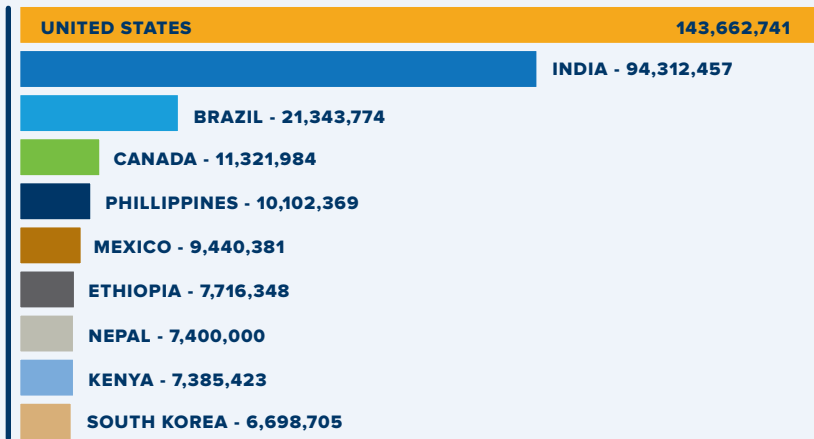 UNITED STATES 143,662,741
INDIA - 94,312,457
BRAZIL - 21,343,774
CANADA - 11,321,984
PHILLIPPINES - 10,102,369
MEXICO - 9,440,381
ETHIOPIA - 7,716,348
NEPAL - 7,400,000
KENYA - 7,385,423
SOUTH KOREA - 6,698,705